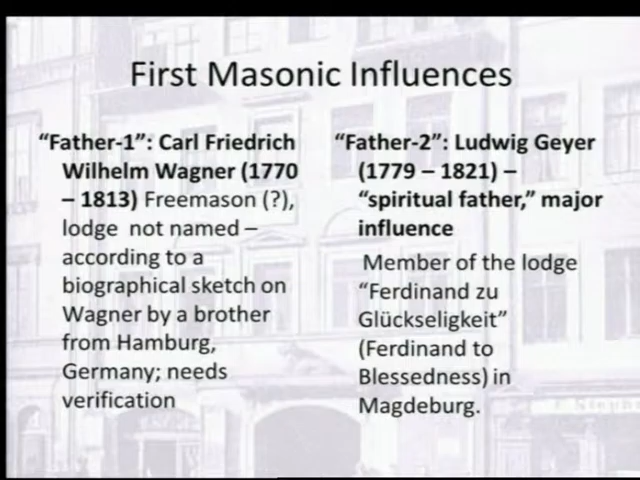 First Masonic Influences
“Father-1”: Carl Friedrich
Wilhelm Wagner (1770
– 1813) Freemason (?),
lodge not named –
according to a
biographical sketch on
Wagner by a brother
from Hamburg,
Germany; needs
verification
“Father-2”: Ludwig Geyer
(1779 – 1821) –
“spiritual father,” major
influence
Member of the lodge
“Ferdinand zu
Glückseligkeit”
(Ferdinand to
Blessedness) in
Magdeburg.